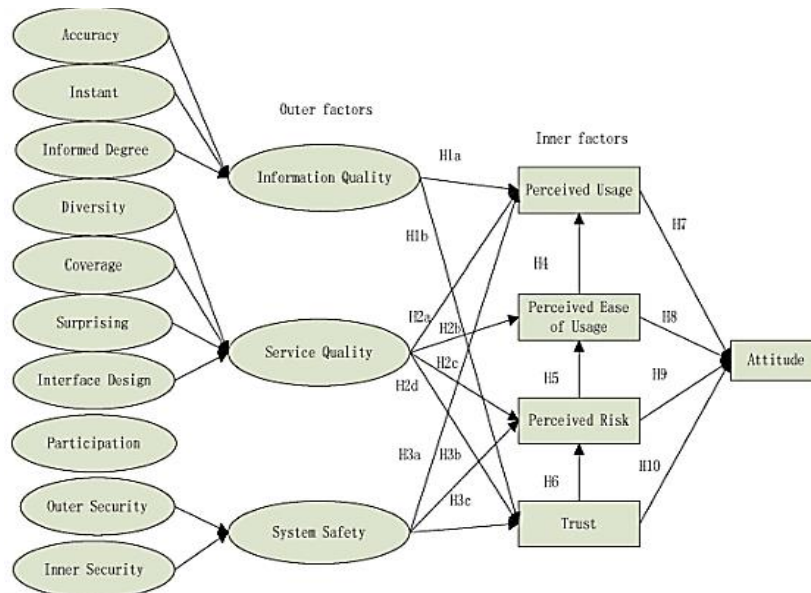 Accuracy
Instant
Informed Degree
Diversity
Coverage
Surprising
Interface Design
Participation
Outer Security
Inner Security
Outer factors
Information Quality
Service Quality
System Safety
H1a
H1b
H2a
H2b
H2c
H2d
H3a
H3b
H3c
Inner factors
Perceived Usage
H4
Perceived Ease
of Usage
H5
Perceived Risk
H6
Trust
H7
H8
H9
H10
Attitude